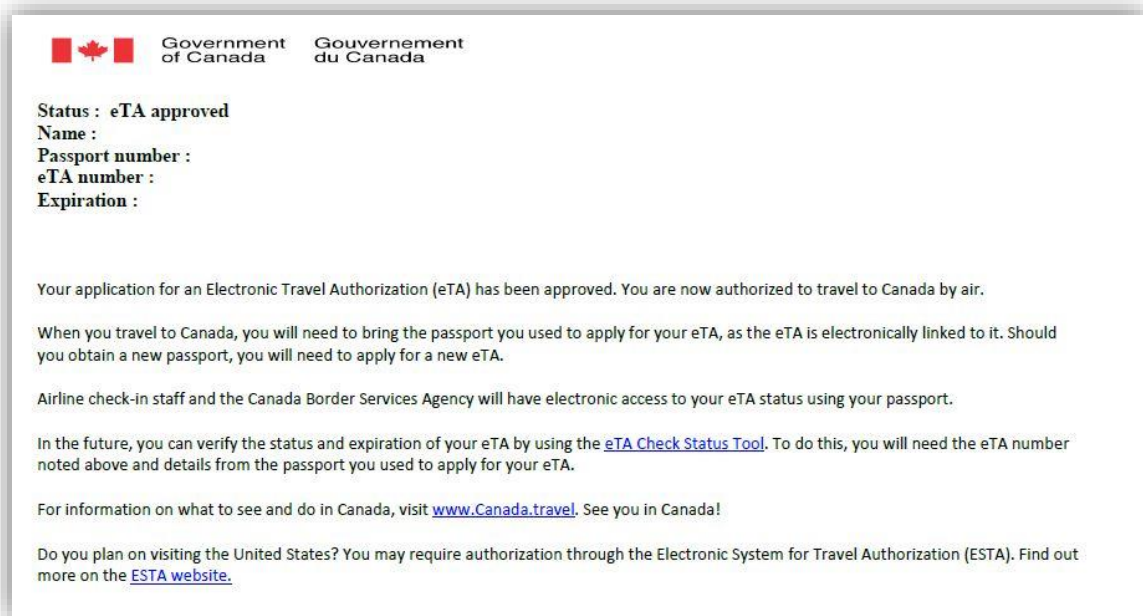 Government Gouvernement
of Canada du Canada
Status : eTA approved
Name :
Passport number :
eTA number :
Expiration :
Your application for an Electronic Travel Authorization (eTA) has been approved. You are now authorized to travel to Canada by air.
When you travel to Canada, you will need to bring the passport you used to apply for your eTA, as the eTA is electronically linked to it. Should
you obtain a new passport, you will need to apply for a new eTA.
Airline check-in staff and the Canada Border Services Agency will have electronic access to your eTA status using your passport.
In the future, you can verify the status and expiration of your eTA by using the eTA Check Status Tool. To do this, you will need the eTA number
noted above and details from the passport you used to apply for your eTA.
For information on what to see and do in Canada, visit www.Canada.travel. See you in Canada!
Do you plan on visiting the United States? You may require authorization through the Electronic System for Travel Authorization (ESTA). Find out
more on the ESTA website.